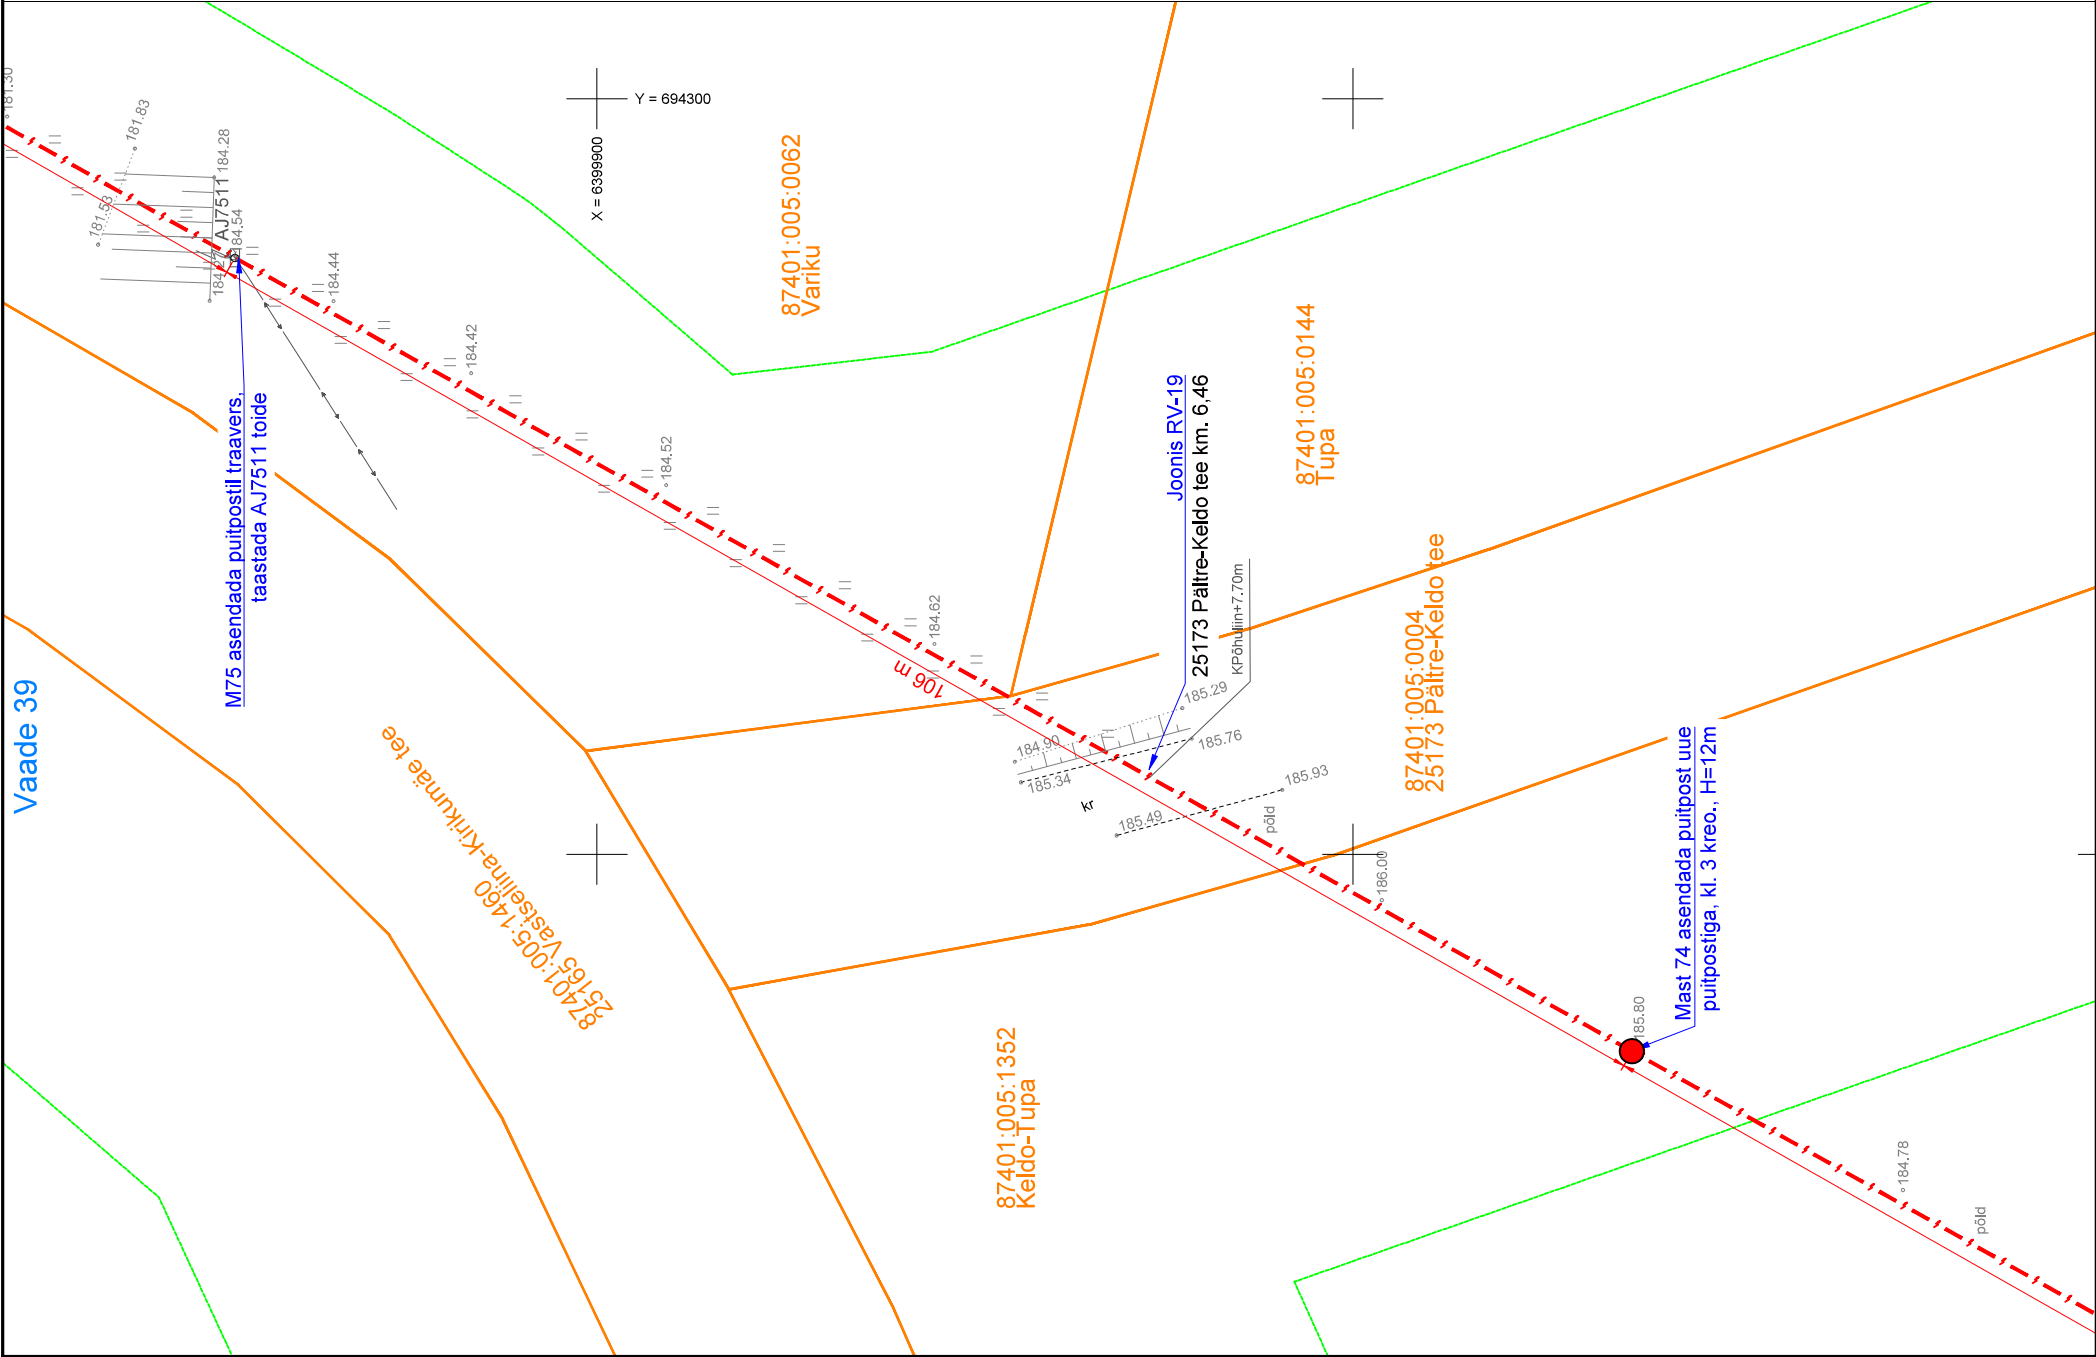 181.30
181.83
184.28
AJ7511
181.53
184.54
184.44
184.42
184.52
184.62
Y = 694300
X = 6399900
87401:005:0062
Variku
M75 asendada puitpostil traavers,
taastada AJ7511 toide
Vaade 39
106 m
Joonis RV-19
25173 Pältre-Keldo tee km. 6,46
KPõhuliin+7.70m
87401:005:0144
Tupa
87401:005:0004
25173 Pältre-Keldo tee
184.90
185.29
185.34
185.76
kr
185.49
185.93
põld
186.00
87401:005:1460
25165 Vastseliina-Kirikumäe tee
87401:005:1352
Keldo-Tupa
Mast 74 asendada puitpost uue
puitpostiga, kl. 3 kreo., H=12m
185.80
184.78
põld